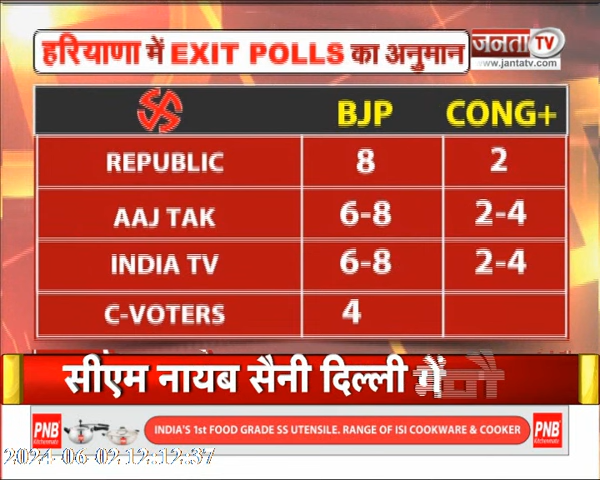 हरियाणा में EXIT POLLS का अनुमान
जनता TV
www.jantatv.com
BJP CONG+
REPUBLIC 8 2
AAJ TAK 6-8 2-4
INDIA TV 6-8 2-4
C-VOTERS 4
सीएम नायब सैनी दिल्ली में
PNB Kitchenmate INDIA'S 1st FOOD GRADE SS UTENSILE. RANGE OF ISI COOKWARE & COOKER PNB Kitchenmate
2024-06-02 12:12:37